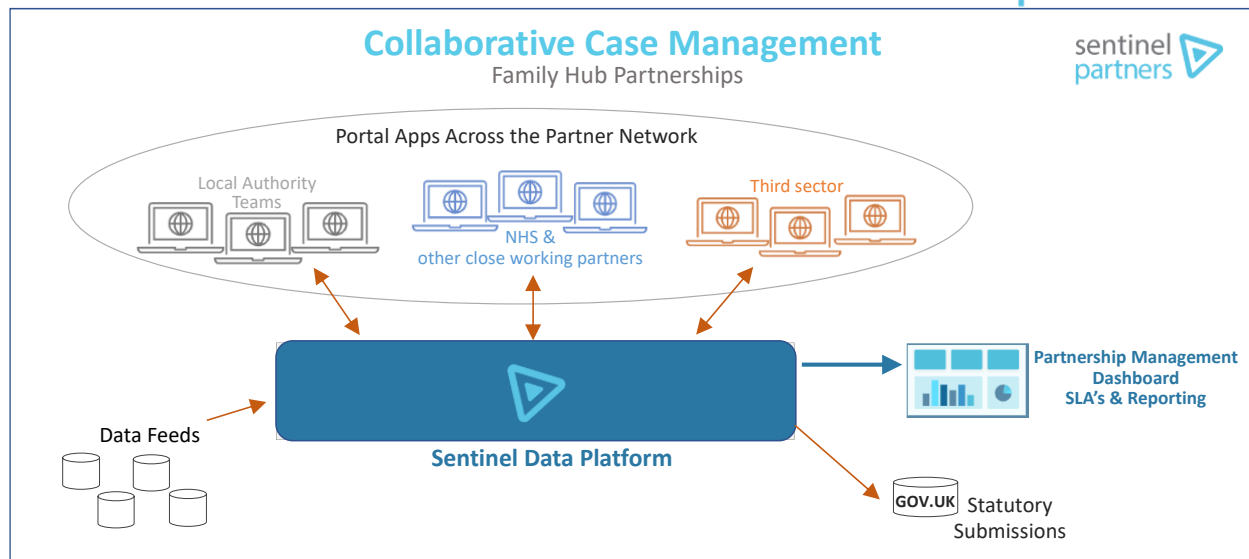 Collaborative Case Management
Family Hub Partnerships
sentinel
partners
Portal Apps Across the Partner Network
Local Authority
Teams
NHS &
other close working partners
Third sector
Partnership Management
Dashboard
SLA's & Reporting
Data Feeds
Sentinel Data Platform
GOV.UK
Statutory
Submissions